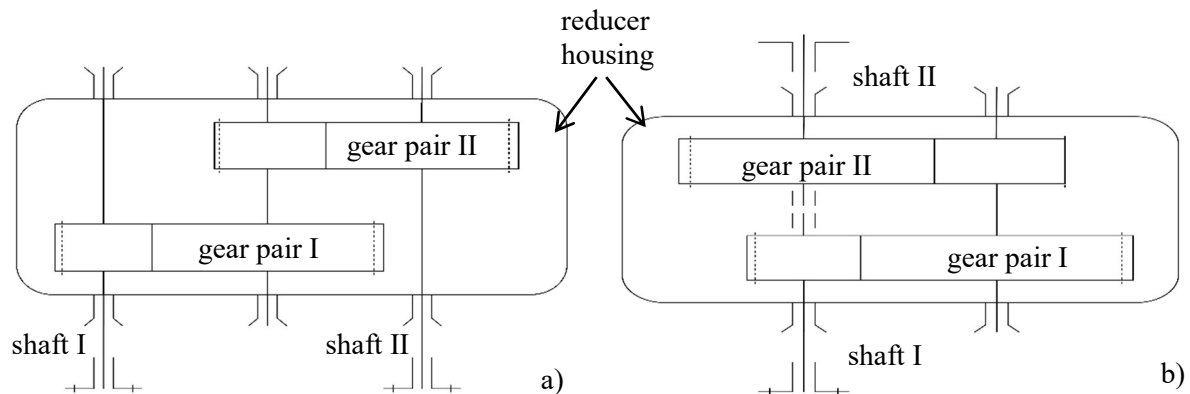 reducer
housing
gear pair II
gear pair I
shaft I
shaft II
a)
shaft II
gear pair II
gear pair I
shaft I
b)